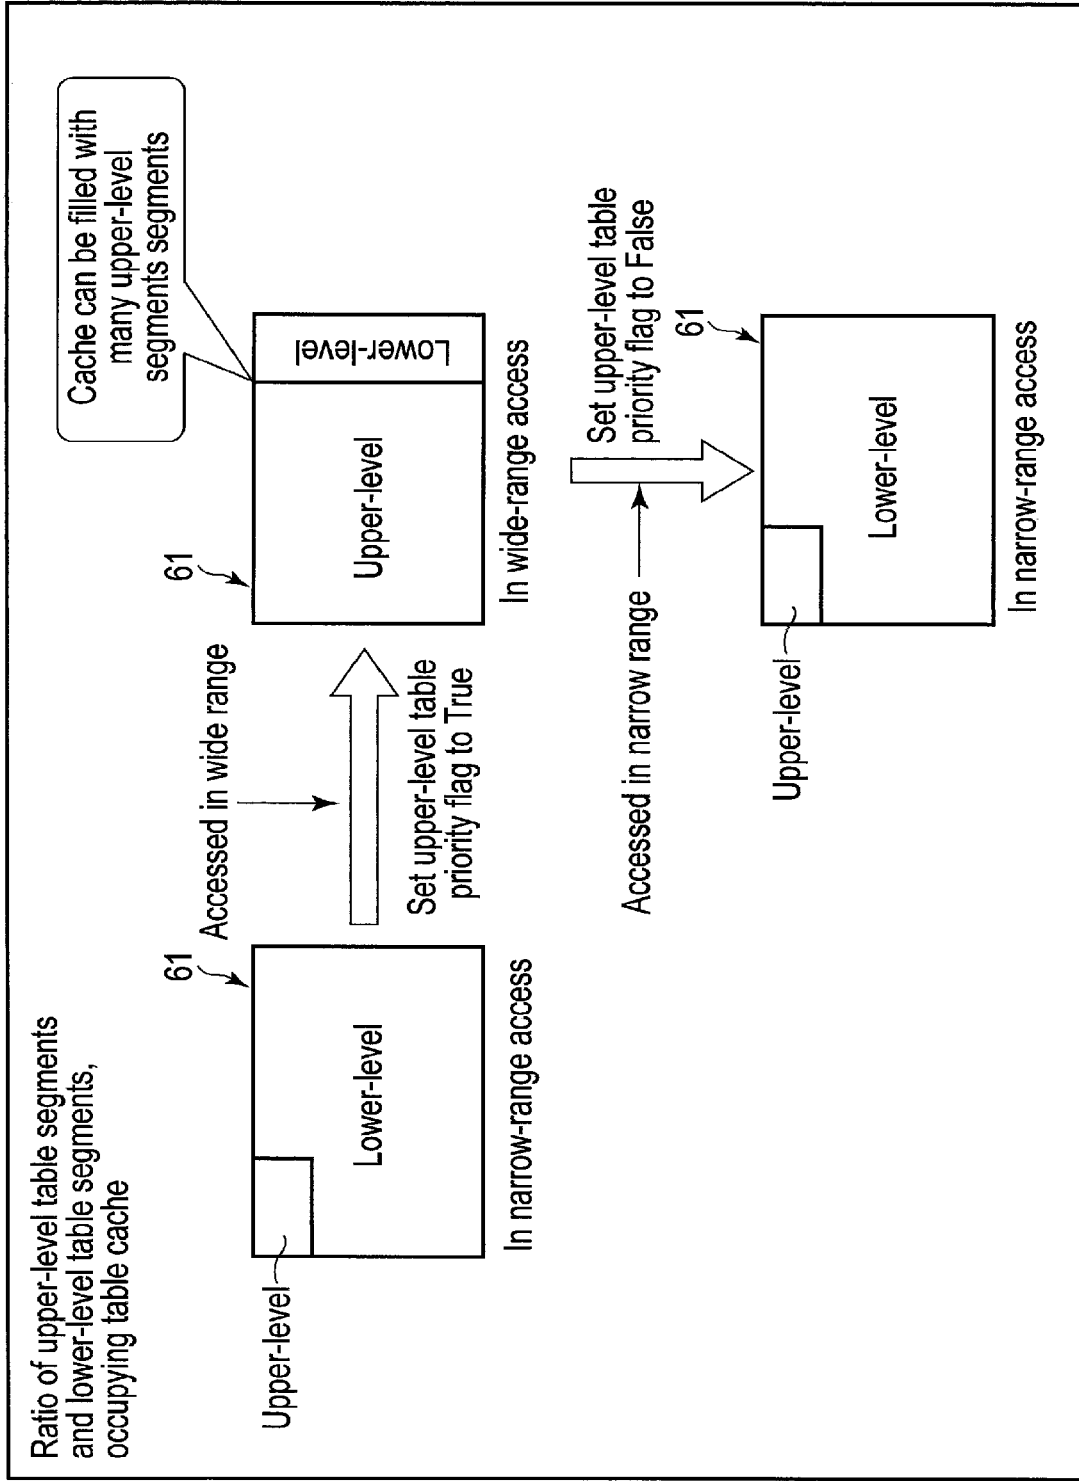 Ratio of upper-level table segments
and lower-level table segments,
occupying table cache
Upper-level
61
Lower-level
In narrow-range access
Accessed in wide range
Set upper-level table
priority flag to True
Cache can be filled with
many upper-level
segments segments
61
Upper-level
Lower-level
In wide-range access
Accessed in narrow range
Set upper-level table
priority flag to False
61
Upper-level
Lower-level
In narrow-range access